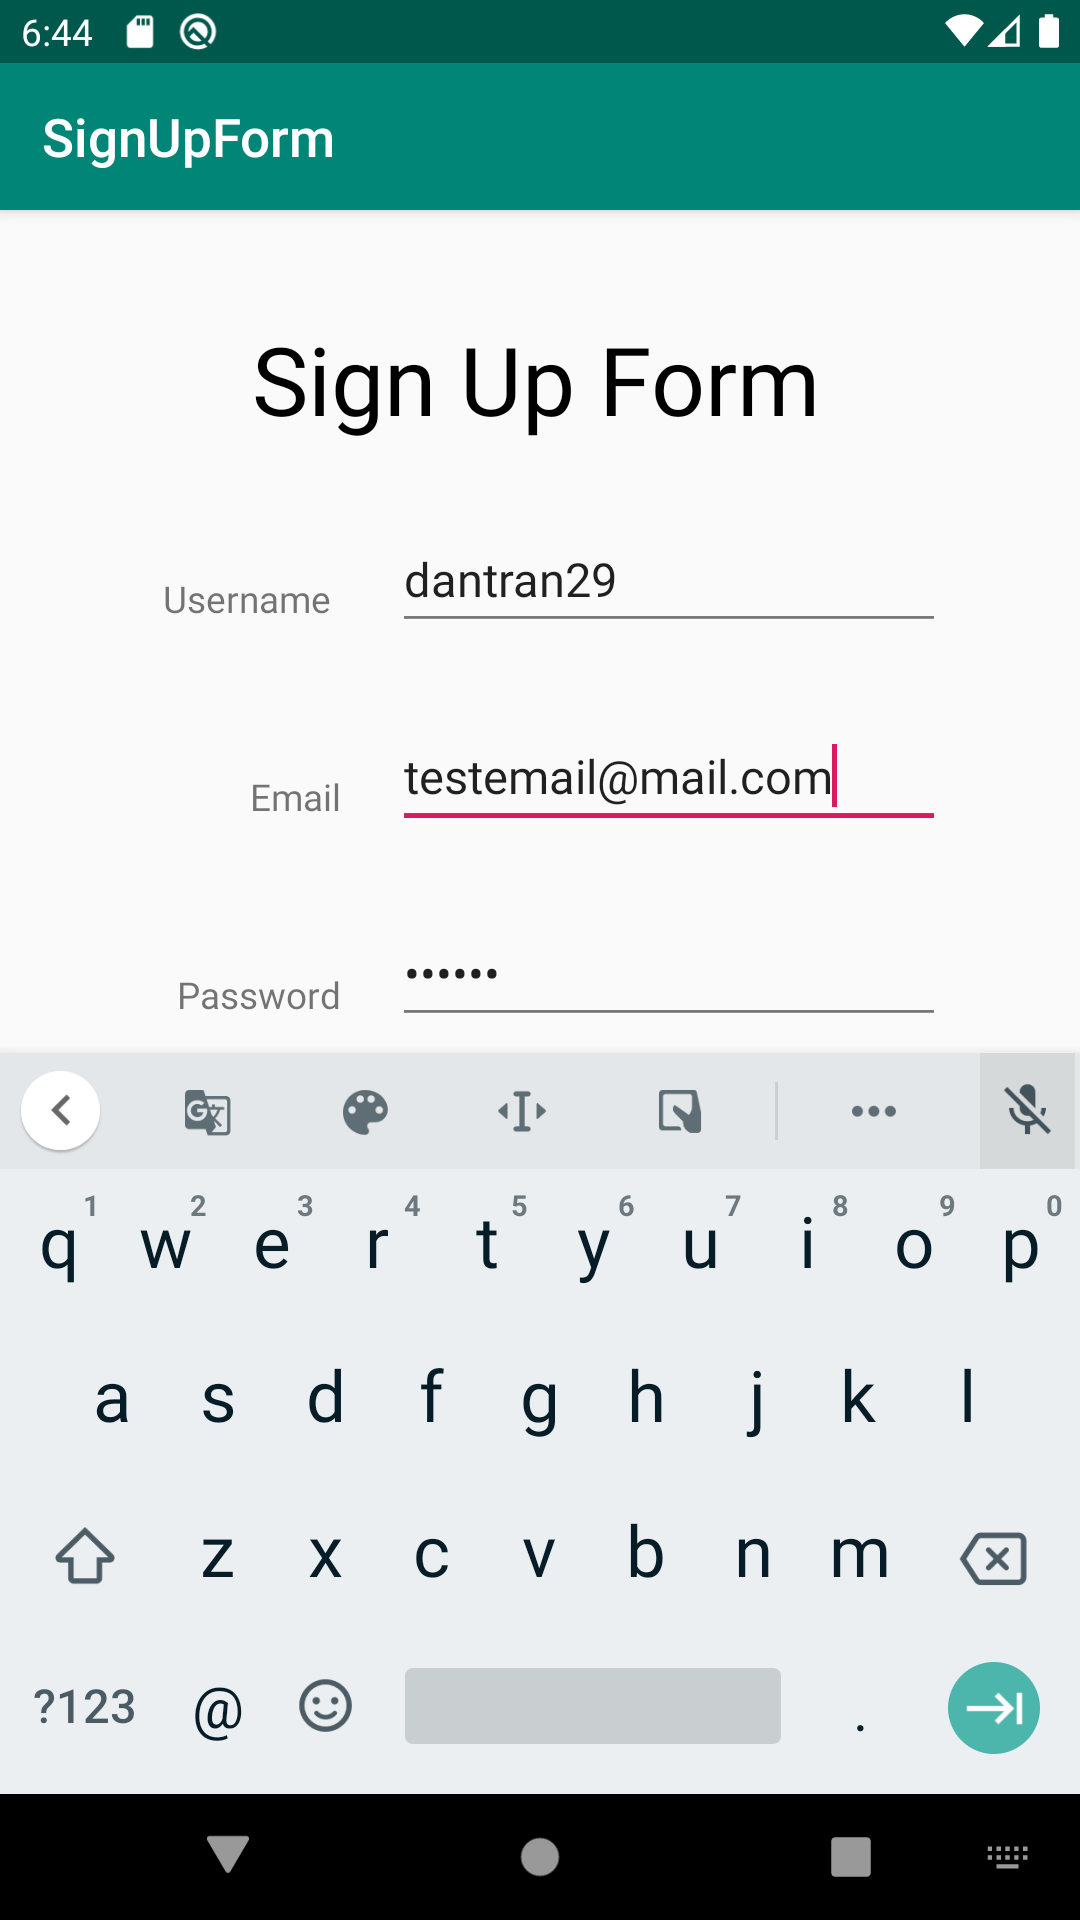 6:44
SignUpForm
Sign Up Form
Username dantran29
Email testemail@mail.com
Password ••••••
1 2 3 4 5 6 7 8 9 0
q w e r t y u i o p
a s d f g h j k l
z x c v b n m
?123 @ .